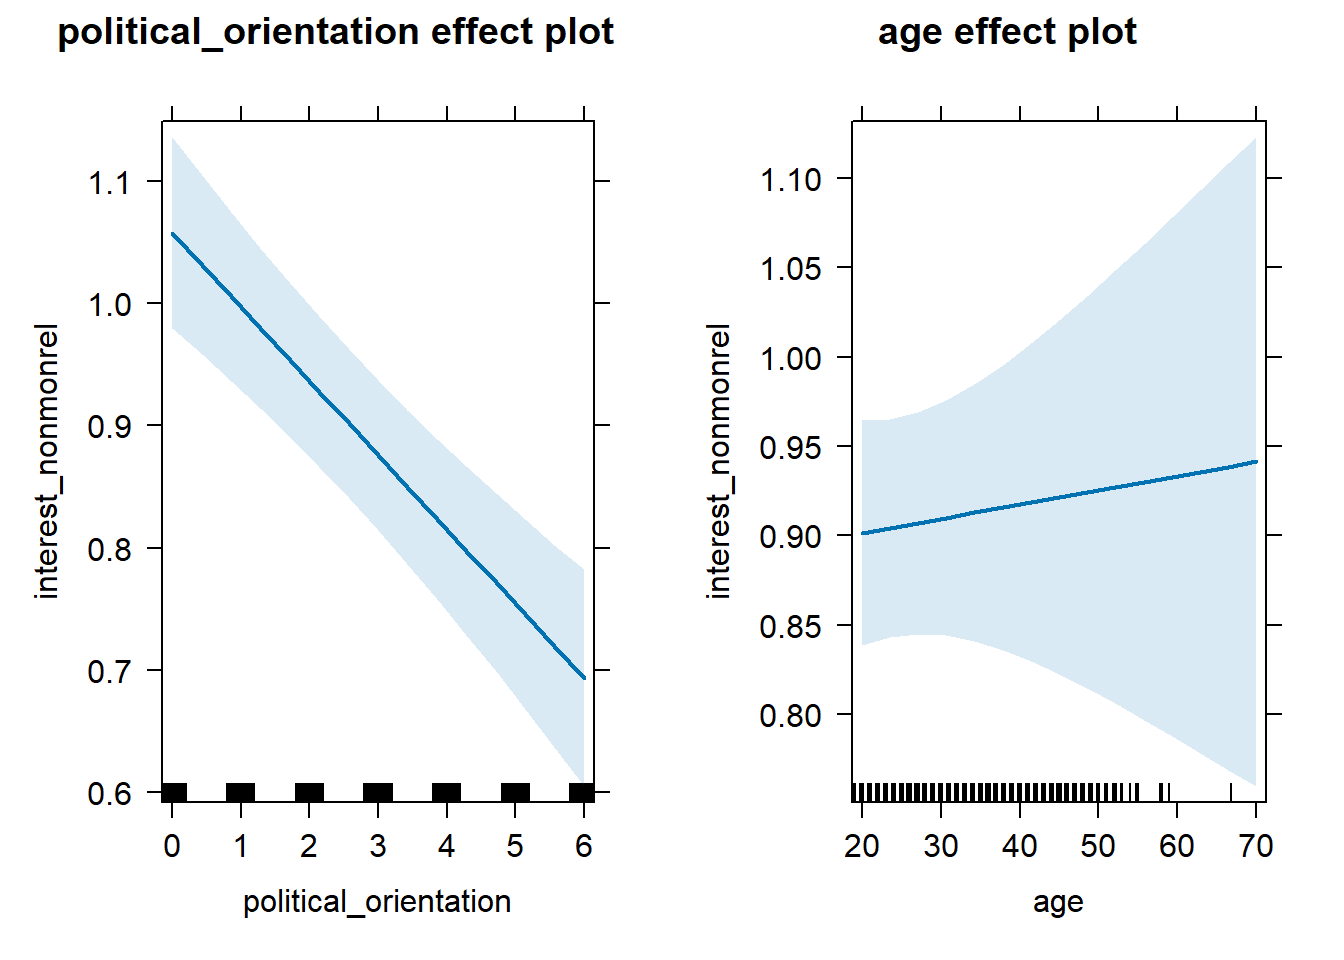 political_orientation effect plot
interest_nonmonrel
1.1
1.0
0.9
0.8
0.7
0.6
0 1 2 3 4 5 6
political_orientation
age effect plot
interest_nonmonrel
1.10
1.05
1.00
0.95
0.90
0.85
0.80
20 30 40 50 60 70
age